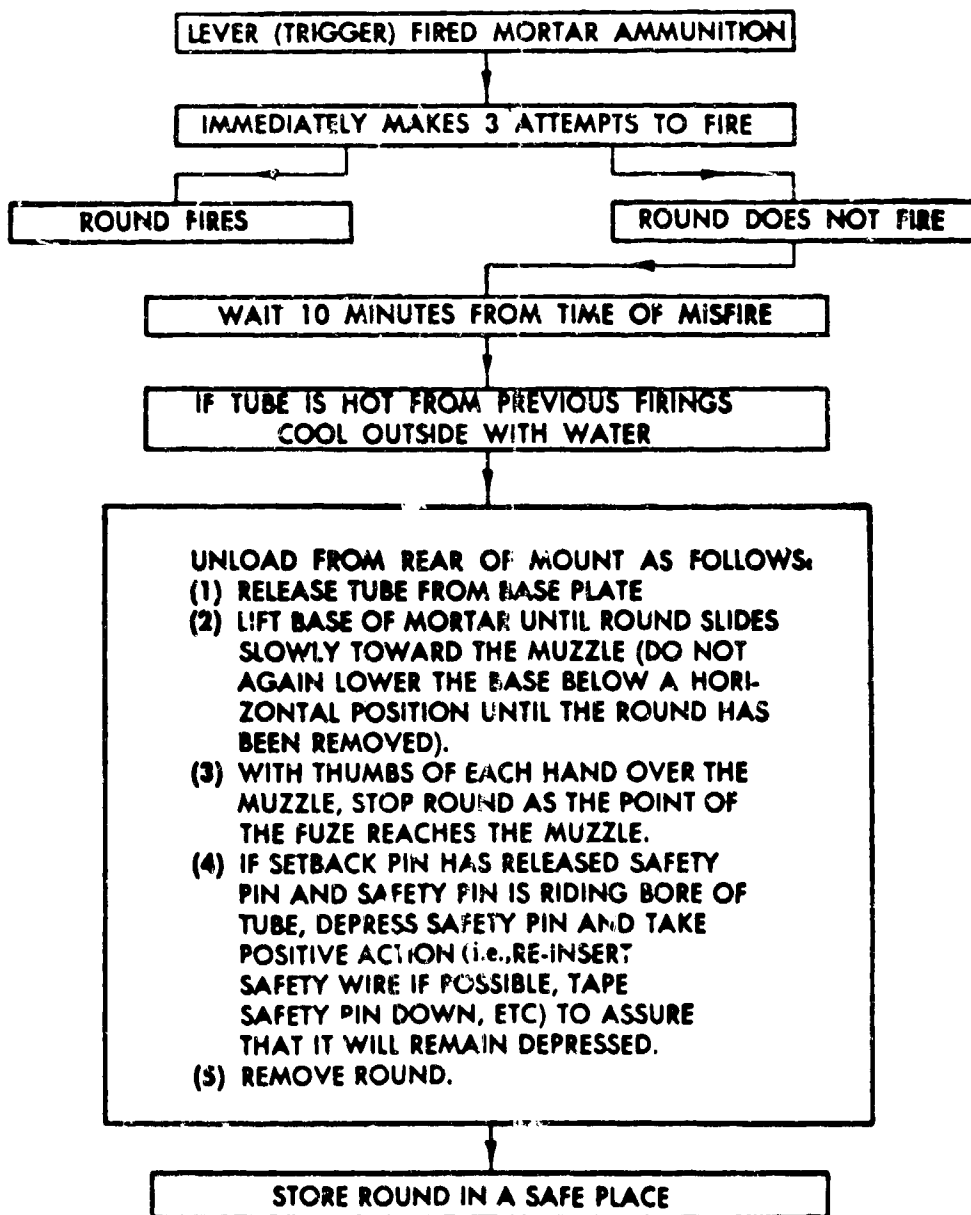 LEVER (TRIGGER) FIRED MORTAR AMMUNITION
IMMEDIATELY MAKES 3 ATTEMPTS TO FIRE
ROUND FIRES
ROUND DOES NOT FIRE
WAIT 10 MINUTES FROM TIME OF MISFIRE
IF TUBE IS HOT FROM PREVIOUS FIRINGS
COOL OUTSIDE WITH WATER
UNLOAD FROM REAR OF MOUNT AS FOLLOWS:
(1) RELEASE TUBE FROM BASE PLATE
(2) LIFT BASE OF MORTAR UNTIL ROUND SLIDES
SLOWLY TOWARD THE MUZZLE (DO NOT
AGAIN LOWER THE BASE BELOW A HORI-
ZONTAL POSITION UNTIL THE ROUND HAS
BEEN REMOVED).
(3) WITH THUMBS OF EACH HAND OVER THE
MUZZLE, STOP ROUND AS THE POINT OF
THE FUZE REACHES THE MUZZLE.
(4) IF SETBACK PIN HAS RELEASED SAFETY
PIN AND SAFETY PIN IS RIDING BORE OF
TUBE, DEPRESS SAFETY PIN AND TAKE
POSITIVE ACTION (i.e.,RE-INSERT
SAFETY WIRE IF POSSIBLE, TAPE
SAFETY PIN DOWN, ETC) TO ASSURE
THAT IT WILL REMAIN DEPRESSED.
(5) REMOVE ROUND.
STORE ROUND IN A SAFE PLACE